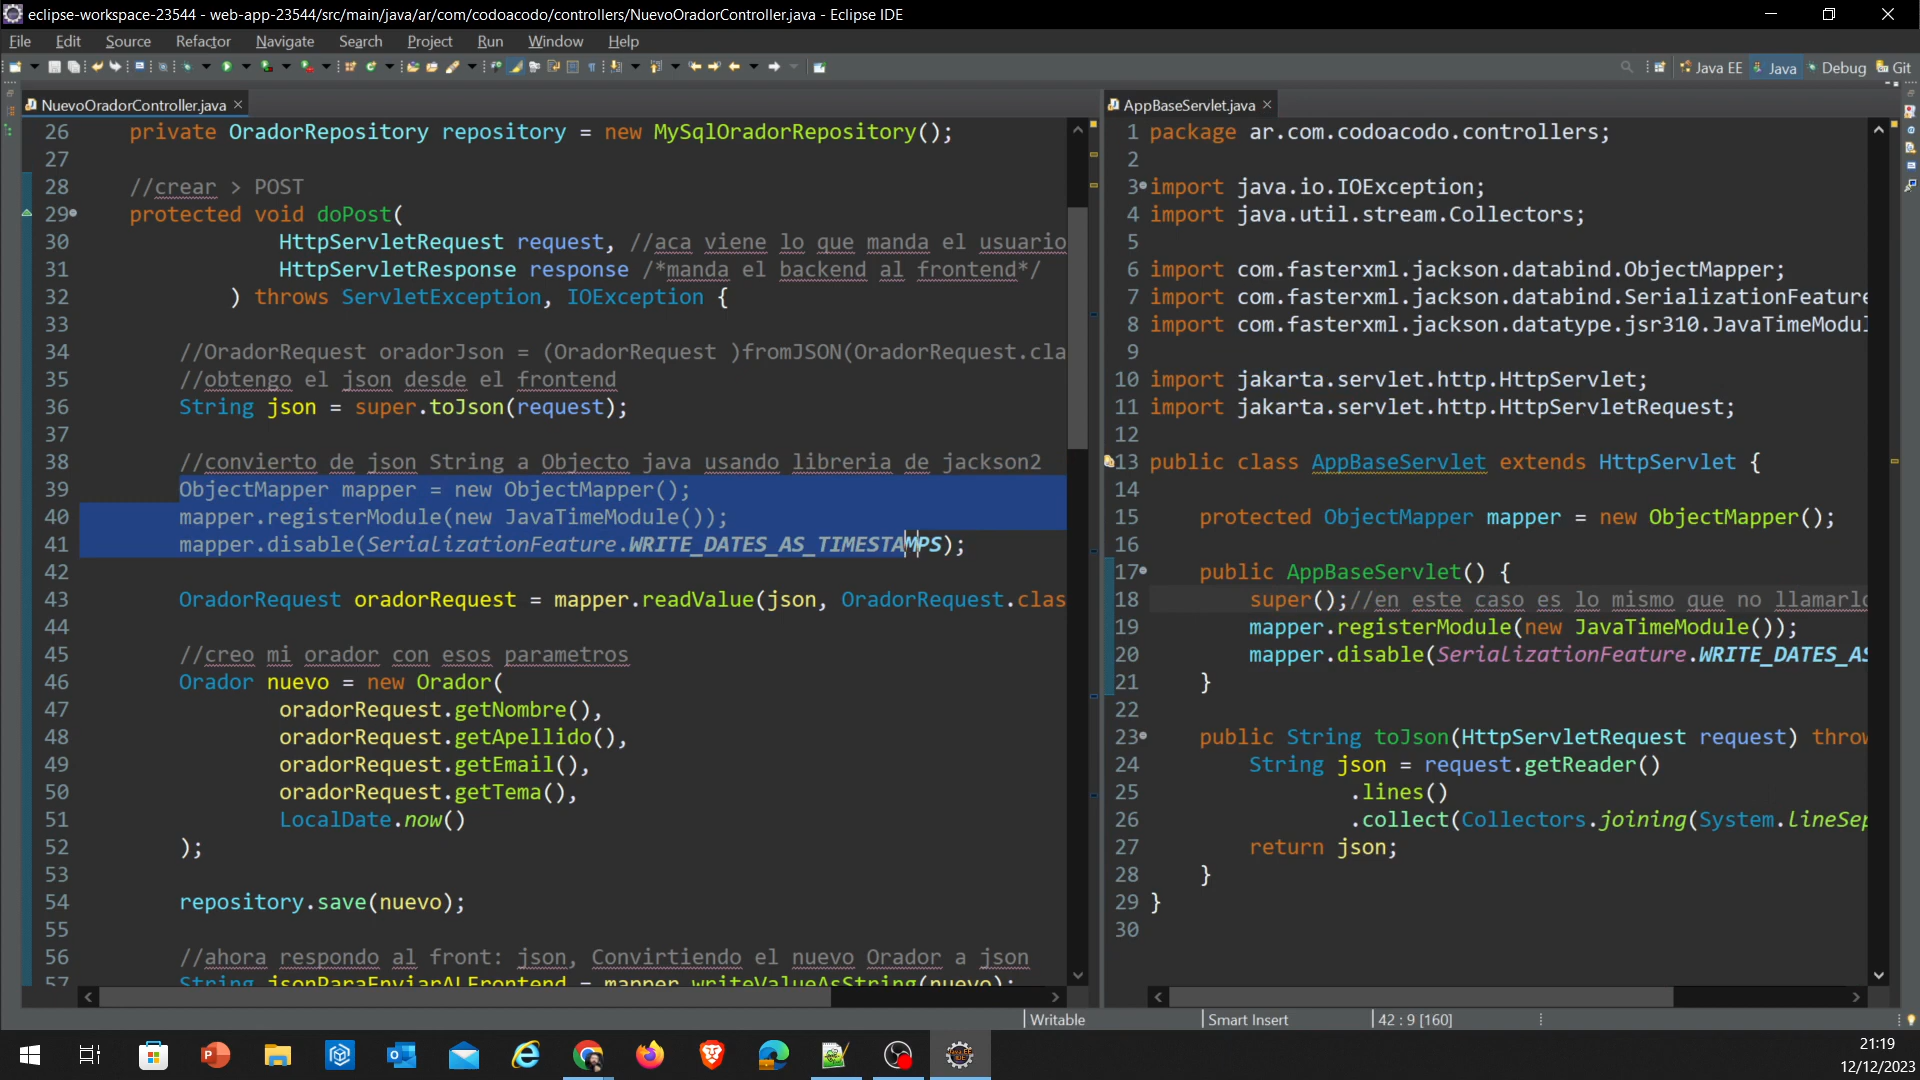 eclipse-workspace-23544 - web-app-23544/src/main/java/ar/com/codoacodo/controllers/NuevoOradorController.java - Eclipse IDE
File Edit Source Refactor Navigate Search Project Run Window Help
Java EE Java Debug Git
NuevoOradorController.java
26 private OradorRepository repository = new MySqlOradorRepository();
27
28 //crear > POST
29 protected void doPost(
30 HttpServletRequest request, //aca viene lo que manda el usuario
31 HttpServletResponse response /*manda el backend al frontend*/
32 ) throws ServletException, IOException {
33
34 //OradorRequest oradorJson = (OradorRequest )fromJSON(OradorRequest.cla
35 //obtengo el json desde el frontend
36 String json = super.toJson(request);
37
38 //convierto de json String a Objecto java usando libreria de jackson2
39 ObjectMapper mapper = new ObjectMapper();
40 mapper.registerModule(new JavaTimeModule());
41 mapper.disable(SerializationFeature.WRITE_DATES_AS_TIMESTAMPS);
42
43 OradorRequest oradorRequest = mapper.readValue(json, OradorRequest.clas
44
45 //creo mi orador con esos parametros
46 Orador nuevo = new Orador(
47 oradorRequest.getNombre(),
48 oradorRequest.getApellido(),
49 oradorRequest.getEmail(),
50 oradorRequest.getTema(),
51 LocalDate.now()
52 );
53
54 repository.save(nuevo);
55
56 //ahora respondo al front: json, Convirtiendo el nuevo Orador a json
57 String jsonParaEnviarALFrontend = mapper.writeValueAsString(nuevo);
AppBaseServlet.java
1 package ar.com.codoacodo.controllers;
2
3 import java.io.IOException;
4 import java.util.stream.Collectors;
5
6 import com.fasterxml.jackson.databind.ObjectMapper;
7 import com.fasterxml.jackson.databind.SerializationFeature
8 import com.fasterxml.jackson.datatype.jsr310.JavaTimeModul
9
10 import jakarta.servlet.http.HttpServlet;
11 import jakarta.servlet.http.HttpServletRequest;
12
13 public class AppBaseServlet extends HttpServlet {
14
15 protected ObjectMapper mapper = new ObjectMapper();
16
17 public AppBaseServlet() {
18 super();//en este caso es lo mismo que no llamarlo
19 mapper.registerModule(new JavaTimeModule());
20 mapper.disable(SerializationFeature.WRITE_DATES_AS
21 }
22
23 public String toJson(HttpServletRequest request) throw
24 String json = request.getReader()
25 .lines()
26 .collect(Collectors.joining(System.lineSep
27 return json;
28 }
29 }
30
Writable Smart Insert 42 : 9 [160]
21:19
12/12/2023